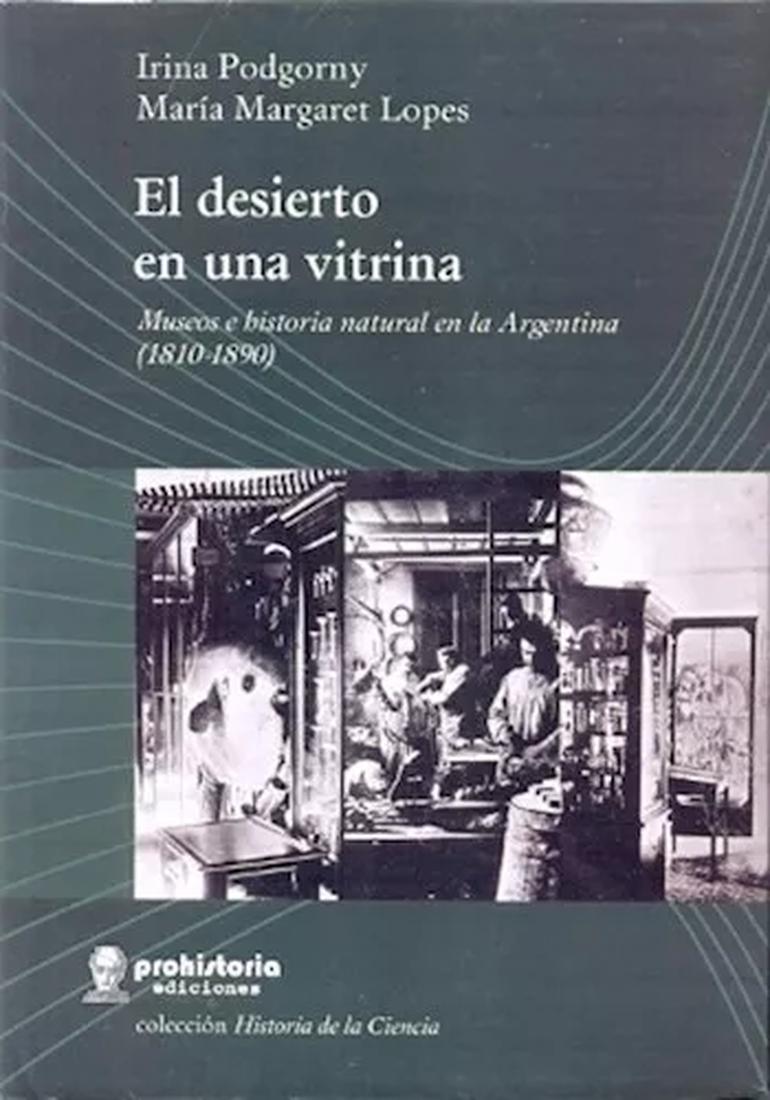 Irina Podgorny
María Margaret Lopes
El desierto
en una vitrina
Museos e historia natural en la Argentina
(1810-1890)
prohistoria
ediciones
colección Historia de la Ciencia